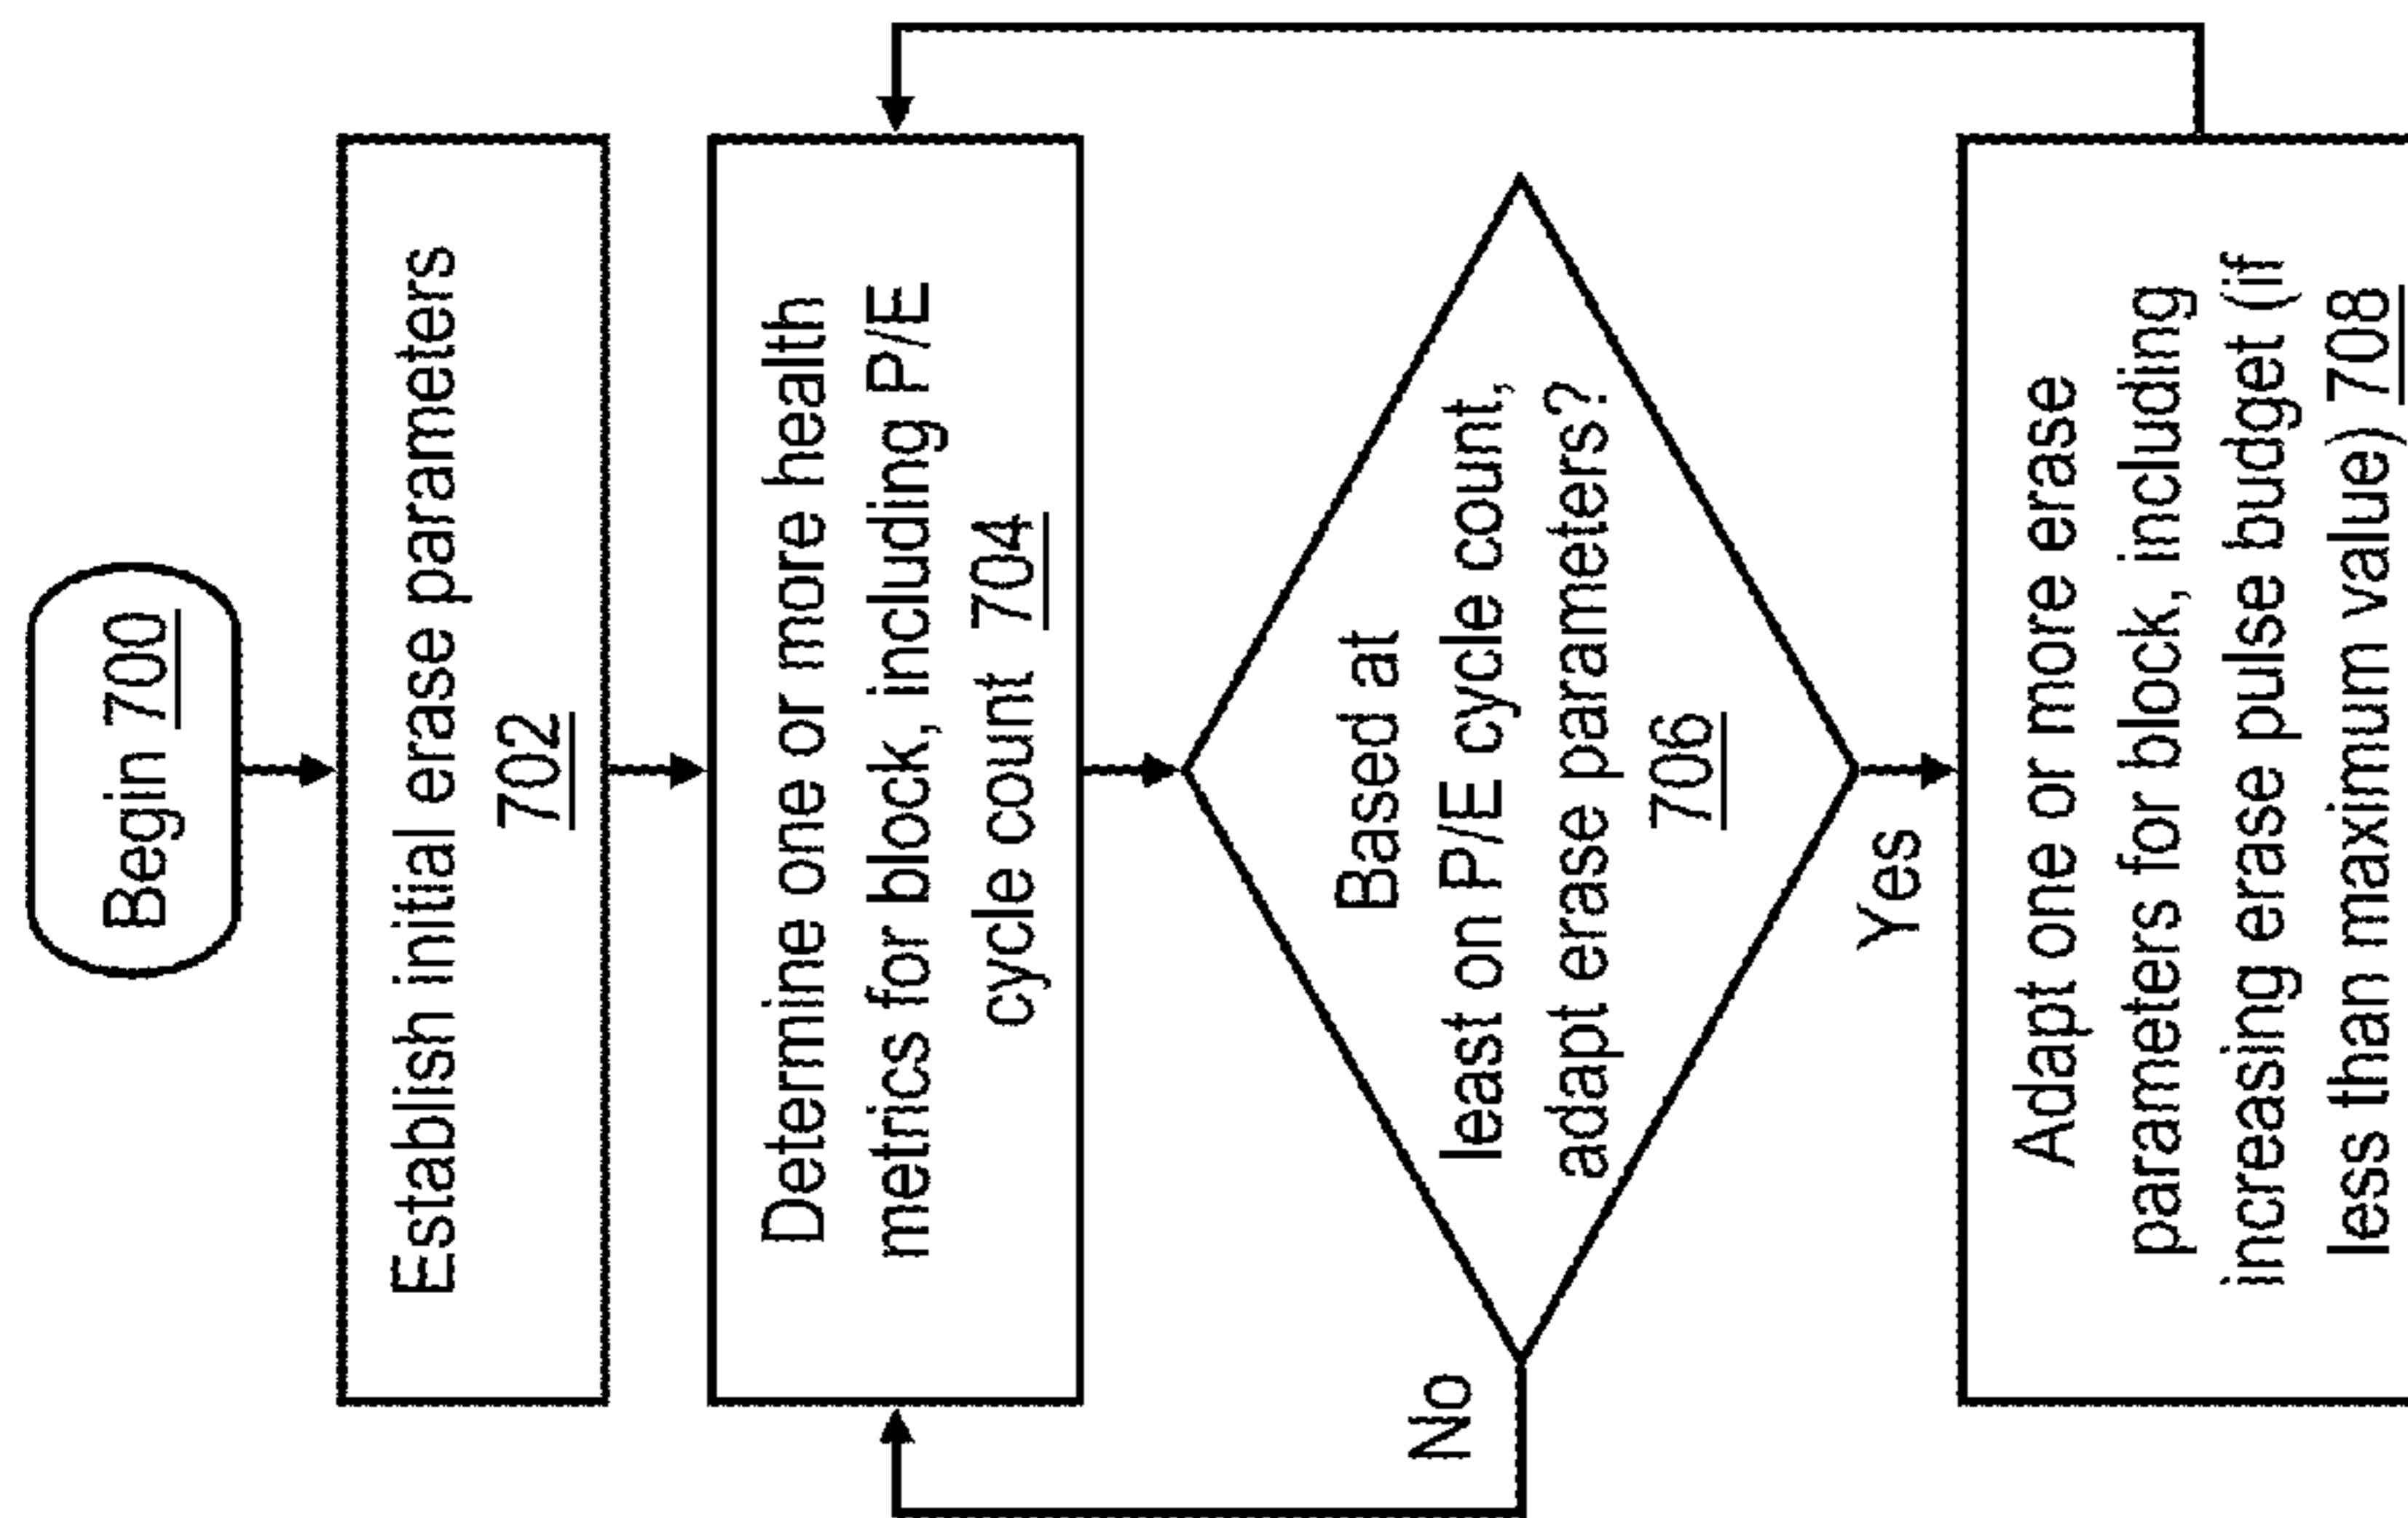 Begin 700
Establish initial erase parameters
702
Determine one or more health
metrics for block, including P/E
cycle count 704
Based at
least on P/E cycle count,
adapt erase parameters?
706
No
Yes
Adapt one or more erase
parameters for block, including
increasing erase pulse budget (if
less than maximum value) 708